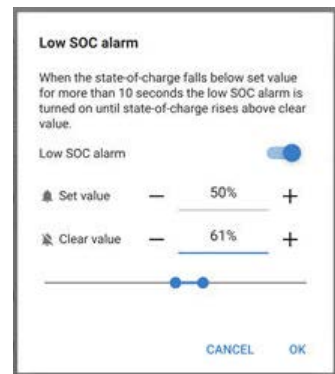 Low SOC alarm
When the state-of-charge falls below set value
for more than 10 seconds the low SOC alarm is
turned on until state-of-charge rises above clear
value.
Low SOC alarm
Set value — 50% +
Clear value — 61% +
CANCEL OK